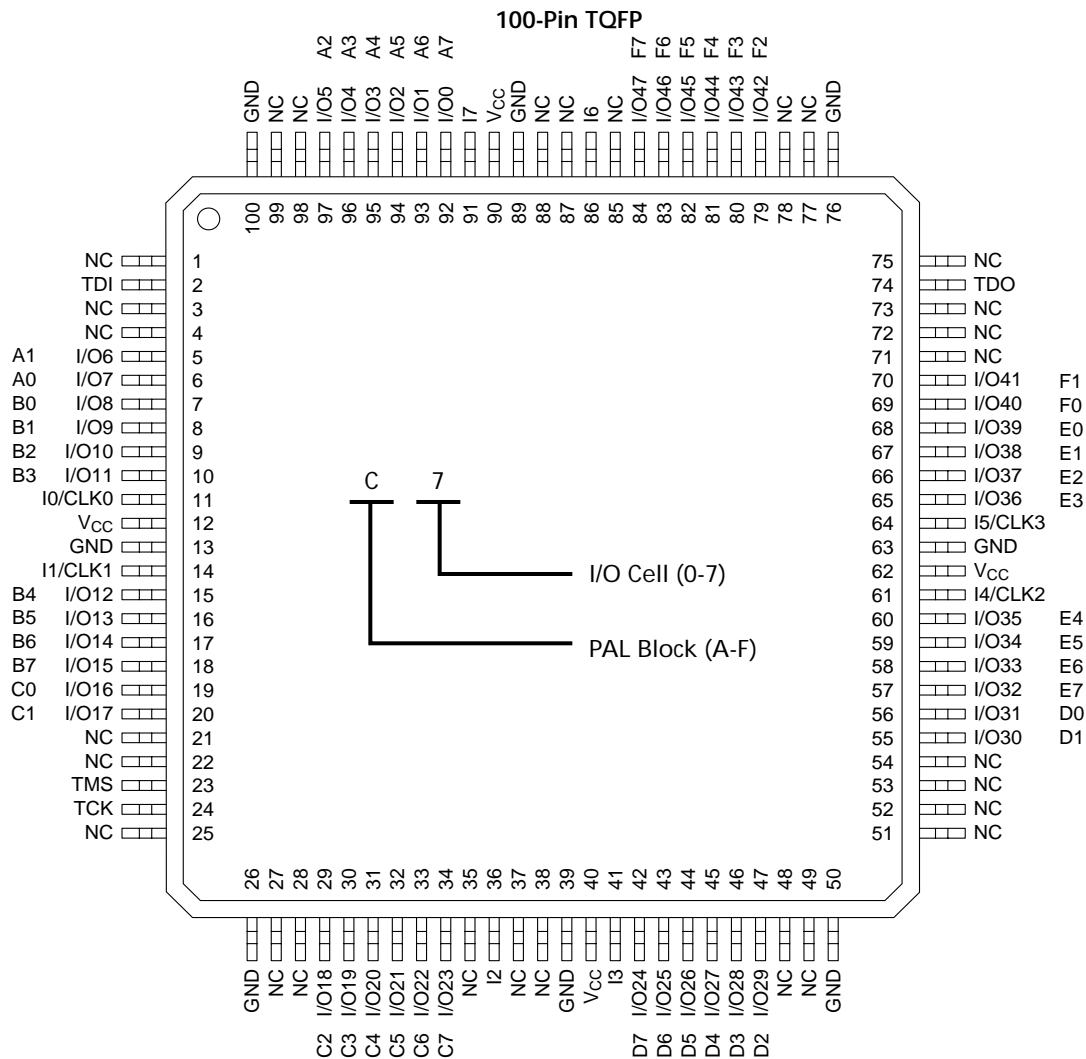 100-Pin TQFP
A2 A3 A4 A5 A6 A7 F7 F6 F5 F4 F3 F2
GND NC NC I/O5 I/O4 I/O3 I/O2 I/O1 I/O0 I7 VCC GND NC NC I6 NC I/O47 I/O46 I/O45 I/O44 I/O43 I/O42 NC NC GND
100 99 98 97 96 95 94 93 92 91 90 89 88 87 86 85 84 83 82 81 80 79 78 77 76
NC 1 75 NC
TDI 2 74 TDO
NC 3 73 NC
NC 4 72 NC
A1 I/O6 5 71 NC
A0 I/O7 6 70 I/O41 F1
B0 I/O8 7 69 I/O40 F0
B1 I/O9 8 68 I/O39 E0
B2 I/O10 9 67 I/O38 E1
B3 I/O11 10 66 I/O37 E2
C 7
I0/CLK0 11 65 I/O36 E3
VCC 12 64 I5/CLK3
GND 13 63 GND
I1/CLK1 14 62 VCC
I/O Cell (0-7)
B4 I/O12 15 61 I4/CLK2
B5 I/O13 16 60 I/O35 E4
B6 I/O14 17 59 I/O34 E5
PAL Block (A-F)
B7 I/O15 18 58 I/O33 E6
C0 I/O16 19 57 I/O32 E7
C1 I/O17 20 56 I/O31 D0
NC 21 55 I/O30 D1
NC 22 54 NC
TMS 23 53 NC
TCK 24 52 NC
NC 25 51 NC
26 27 28 29 30 31 32 33 34 35 36 37 38 39 40 41 42 43 44 45 46 47 48 49 50
GND NC NC I/O18 I/O19 I/O20 I/O21 I/O22 I/O23 NC I2 NC NC GND VCC I3 I/O24 I/O25 I/O26 I/O27 I/O28 I/O29 NC NC GND
C2 C3 C4 C5 C6 C7 D7 D6 D5 D4 D3 D2